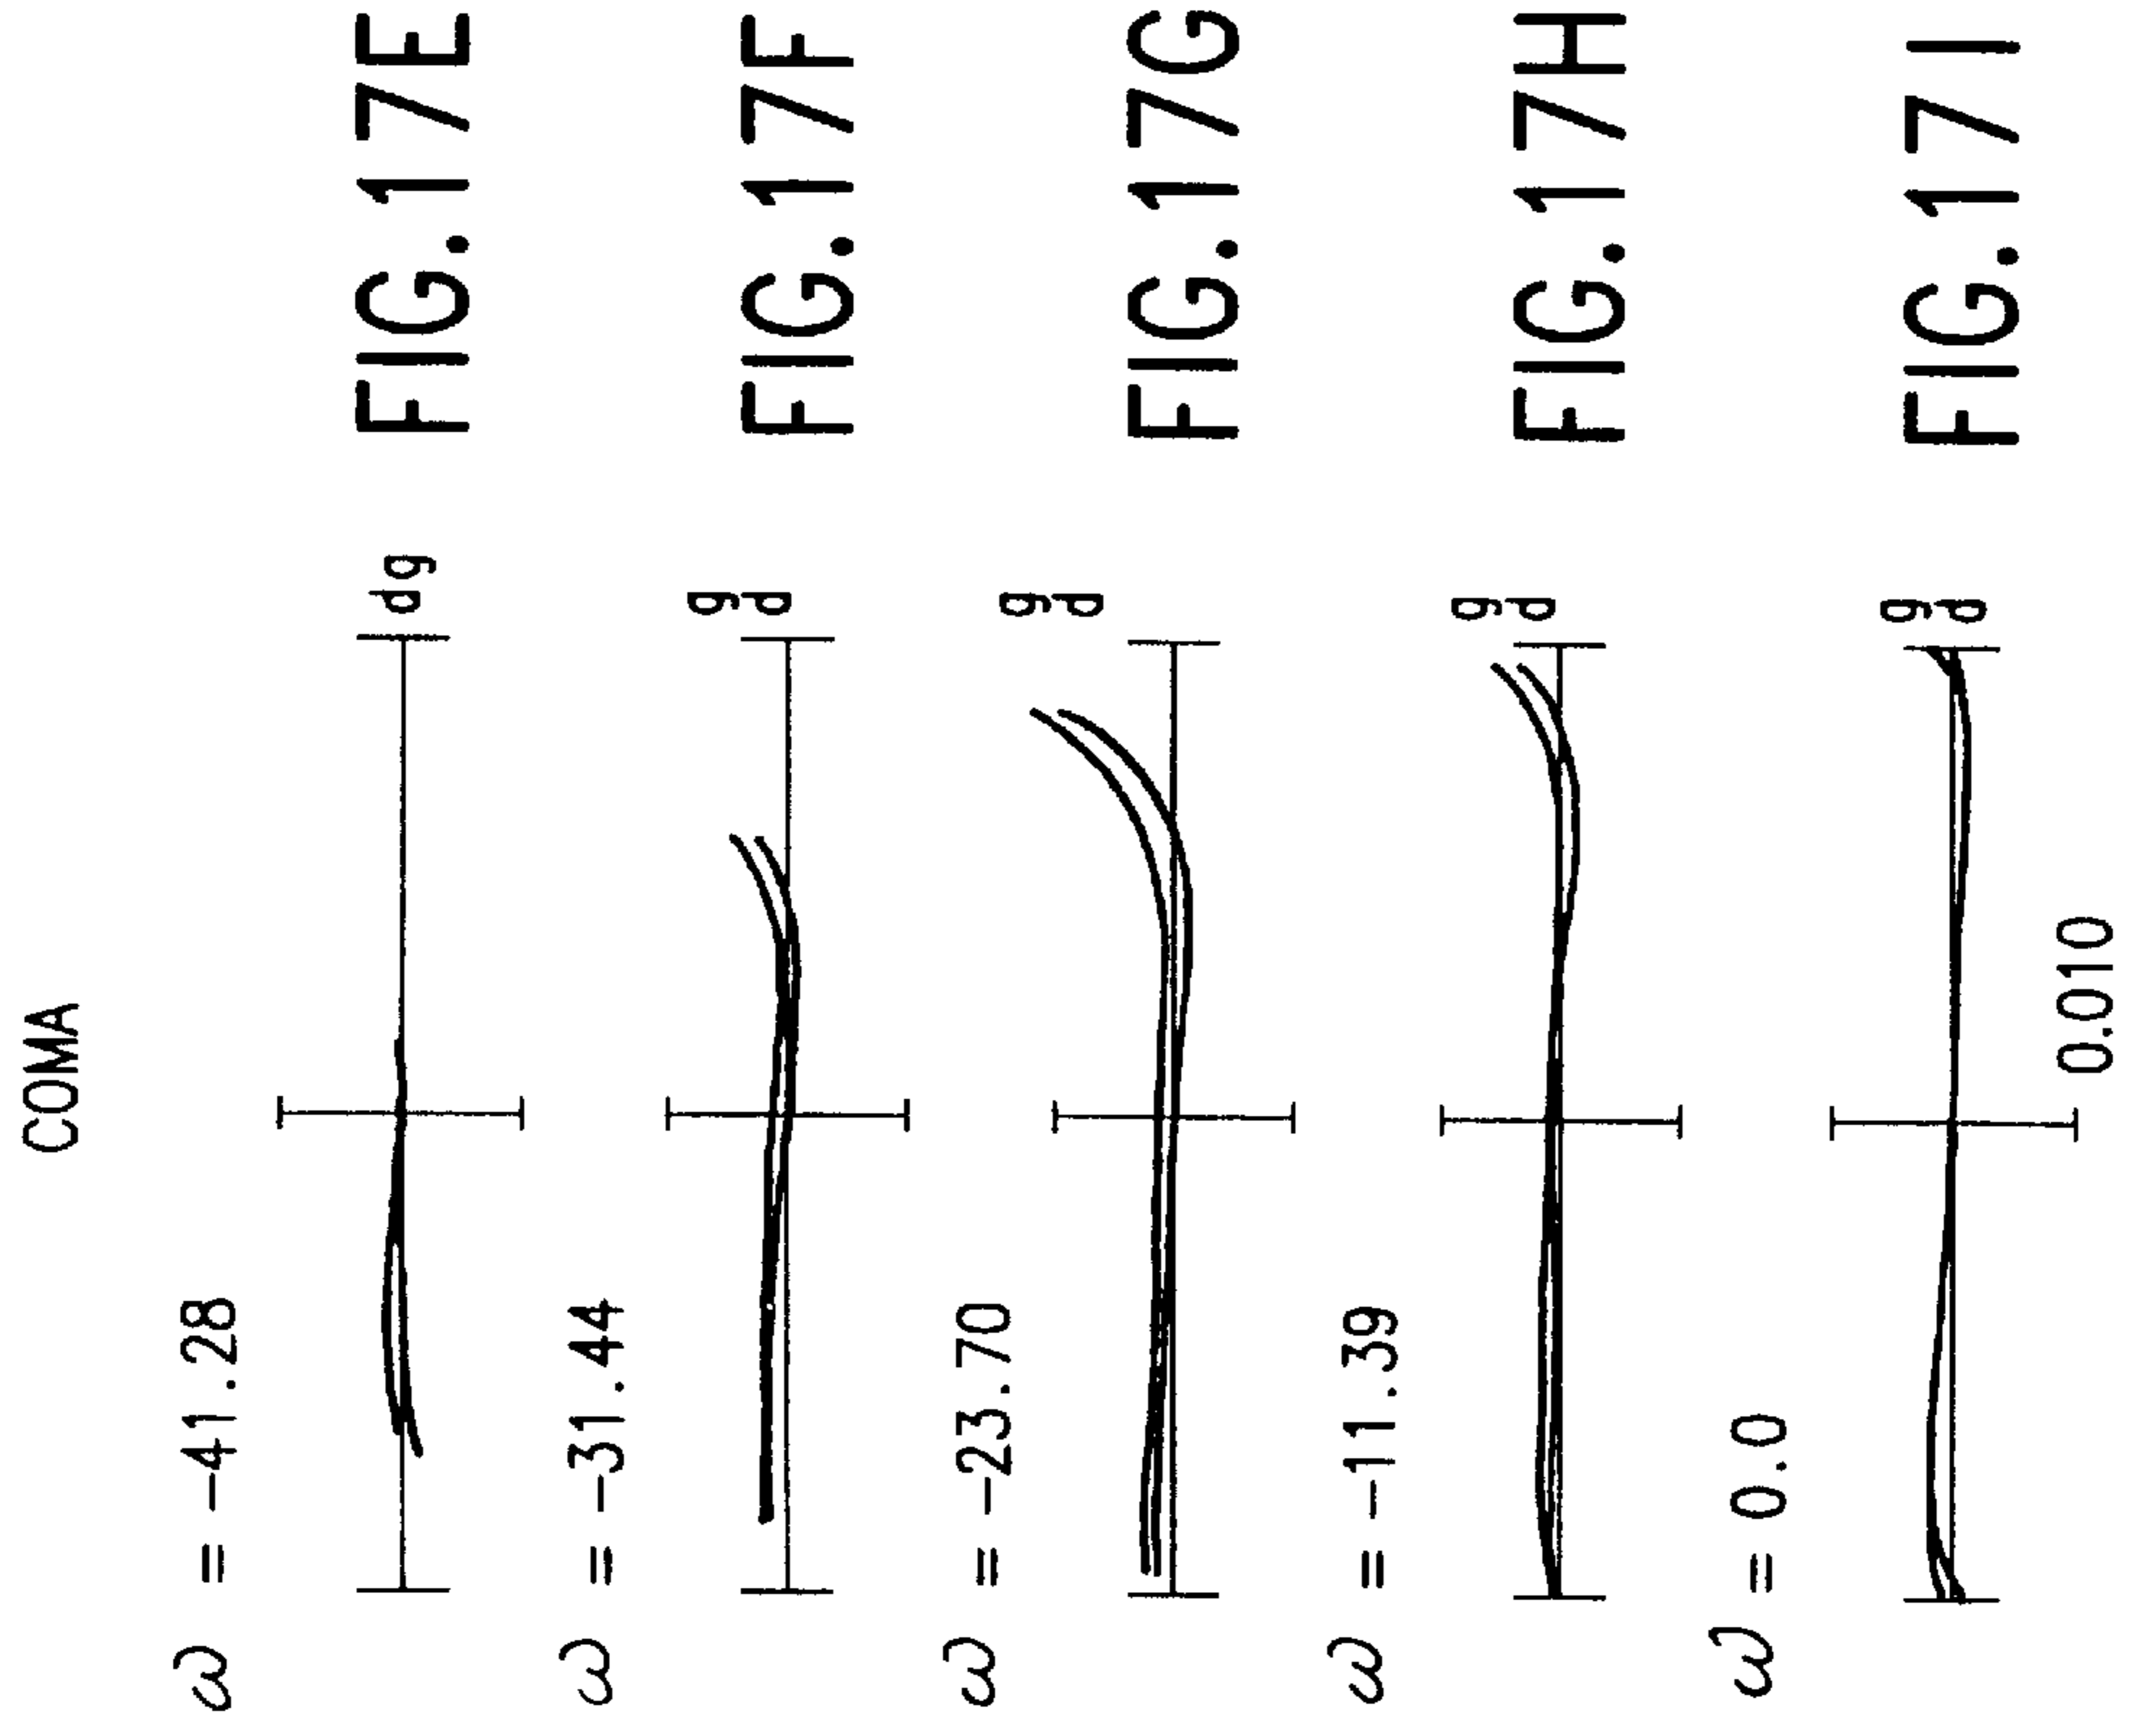 COMA
ω = -41.28
d g
FIG.17E
ω = -31.44
g
d
FIG.17F
ω = -23.70
g
d
FIG.17G
ω = -11.39
g
d
FIG.17H
ω = 0.0
g
d
FIG.17I
0.010